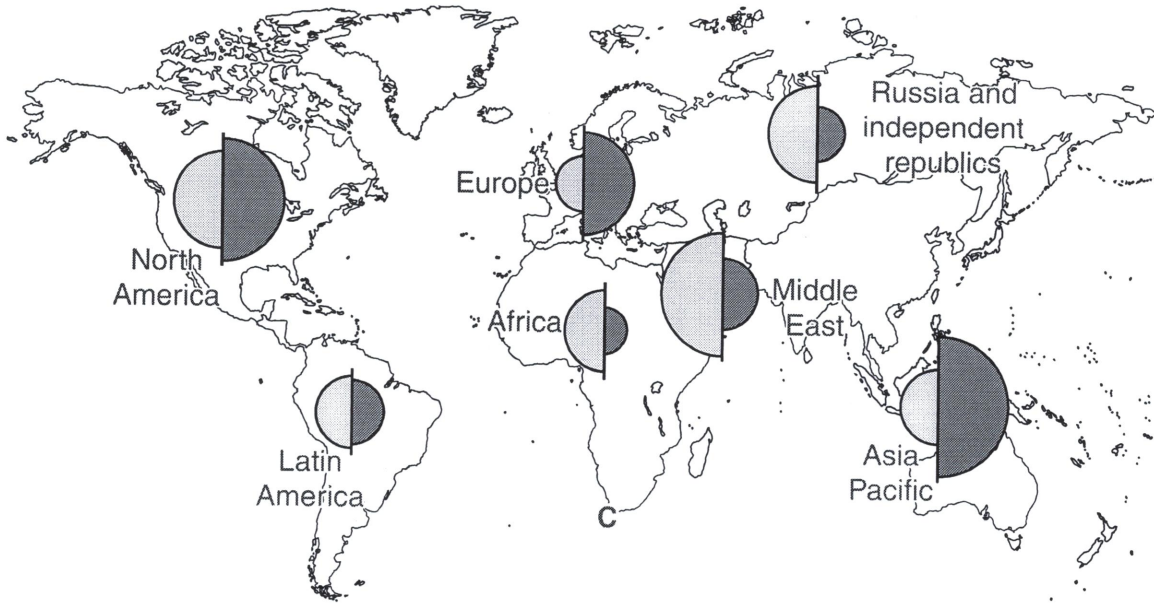 Russia and
independent
republics
Europe
North
America
Middle
East
Africa
Latin
America
Asia
Pacific
C